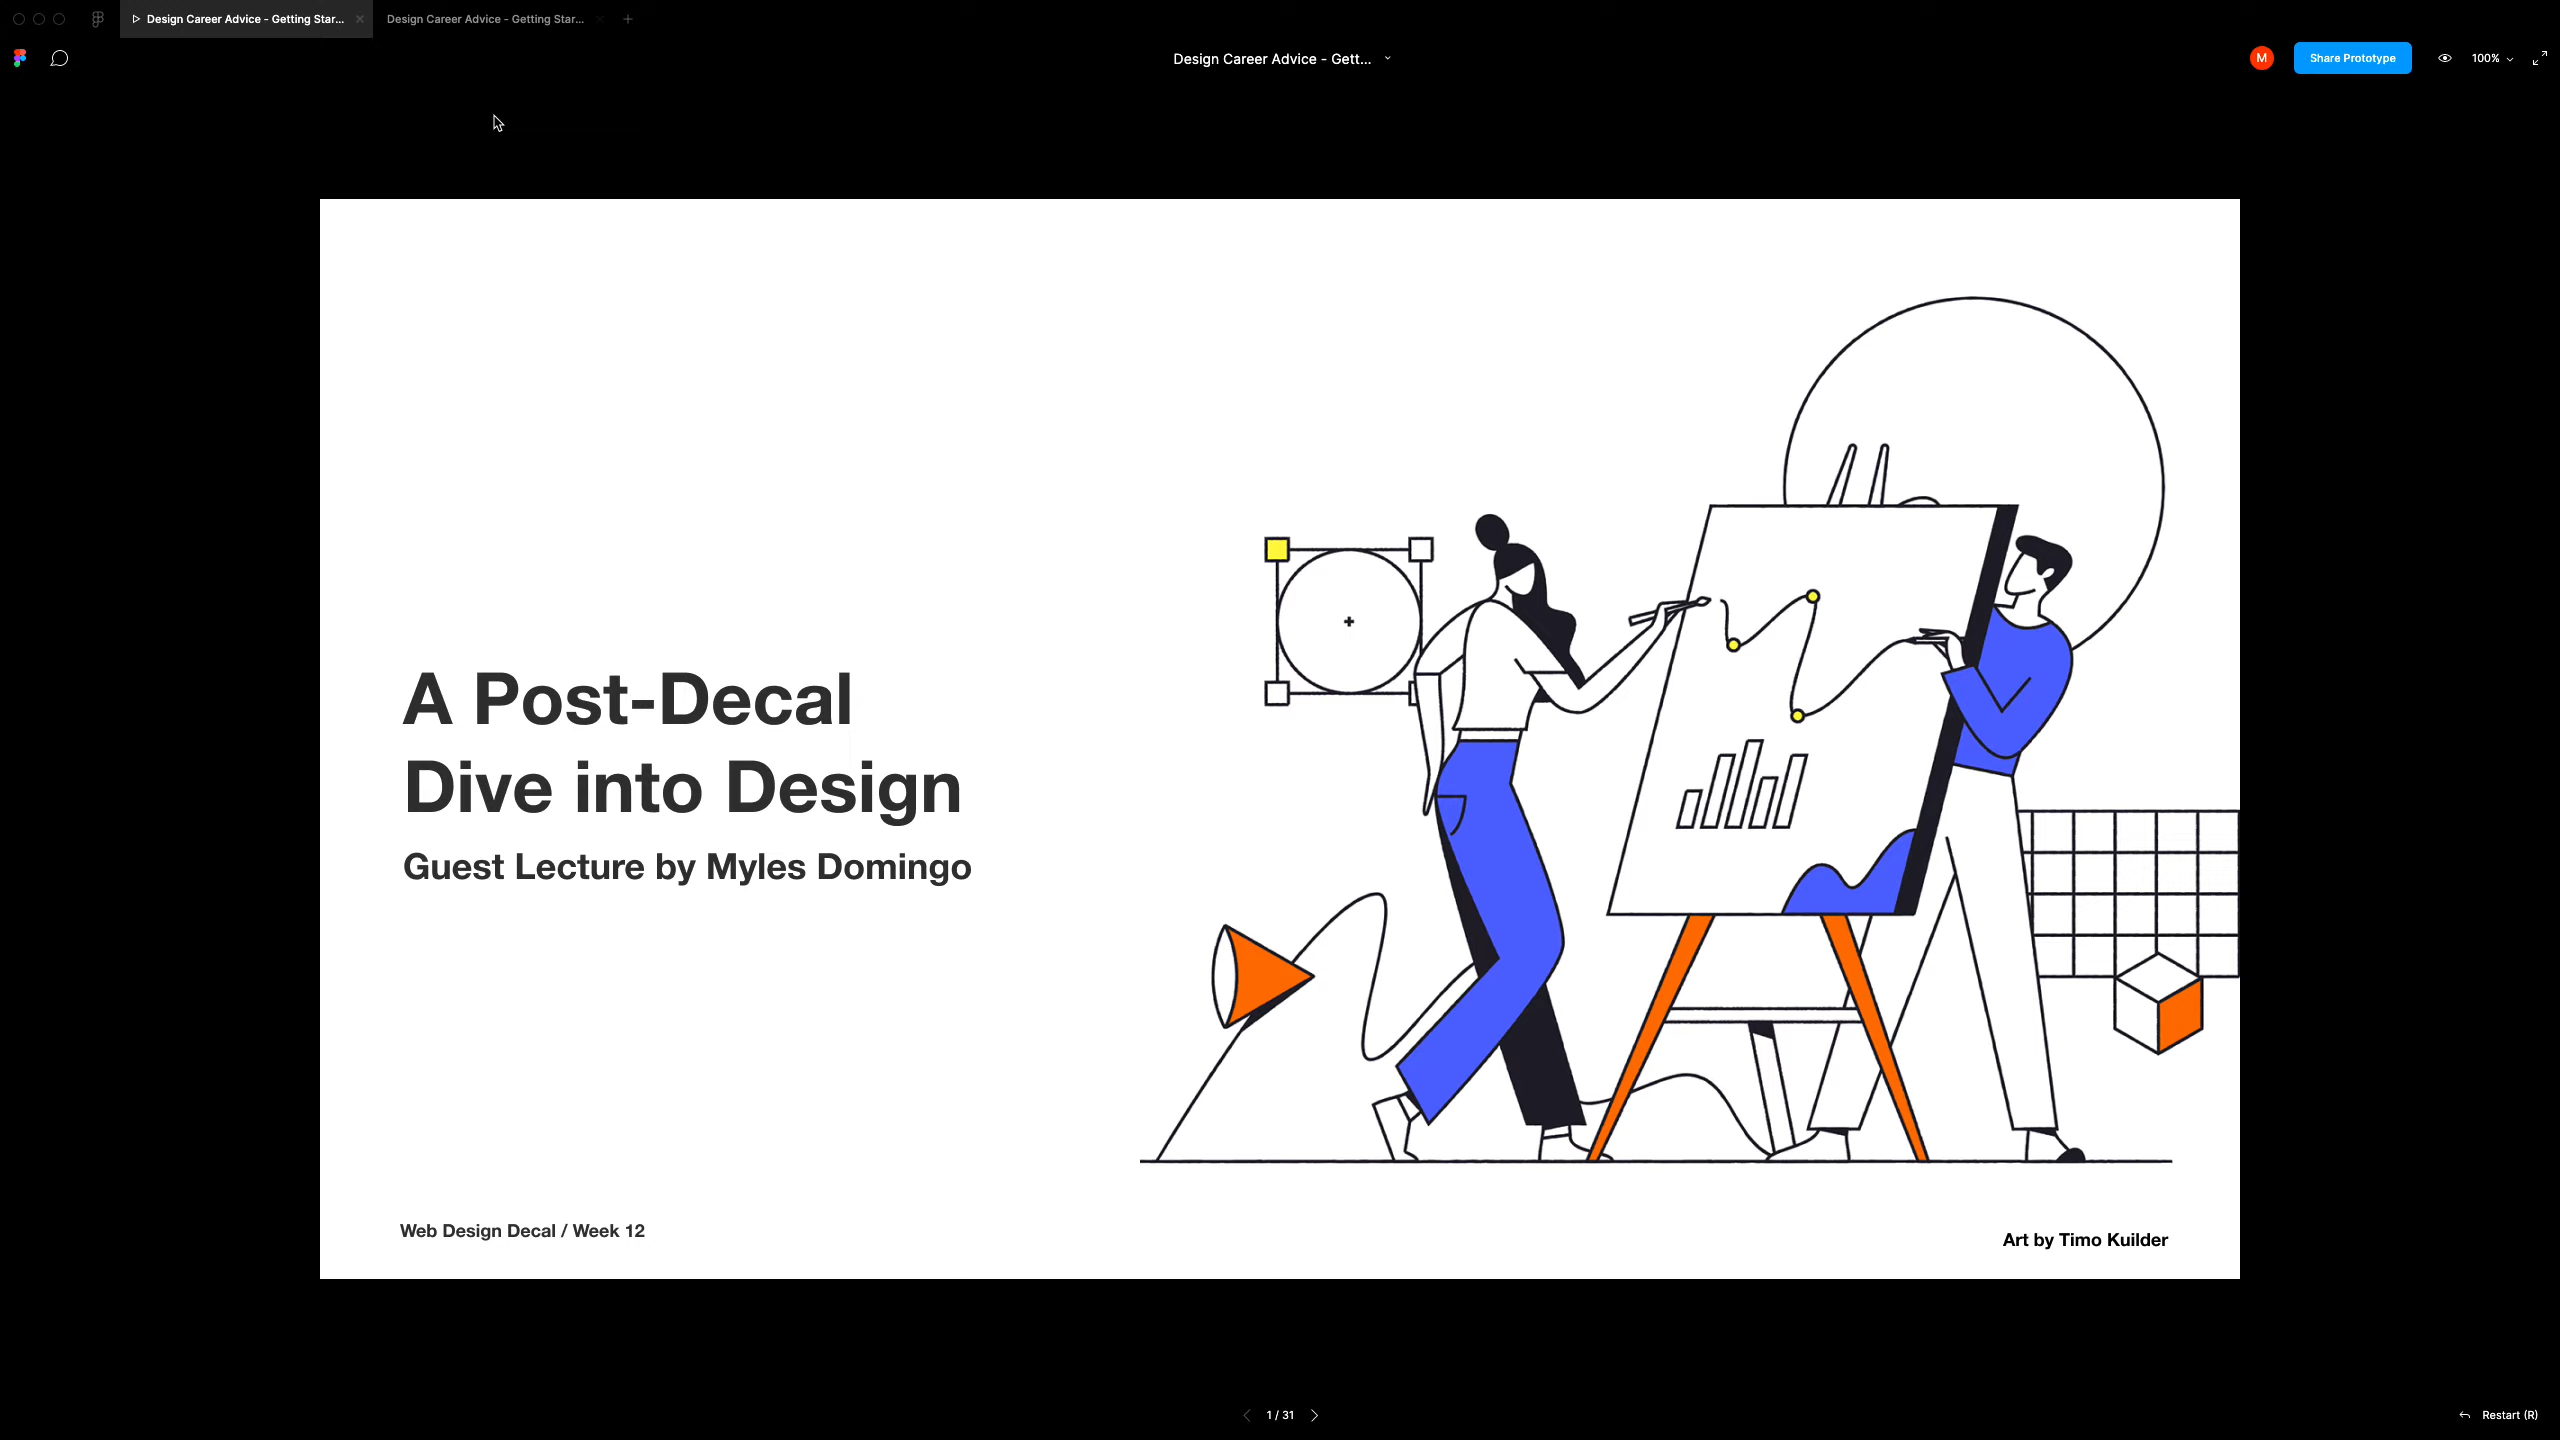 Design Career Advice - Getting Star...
Design Career Advice - Getting Star...
Design Career Advice - Gett...
M
Share Prototype
100%
A Post-Decal
Dive into Design
Guest Lecture by Myles Domingo
Web Design Decal / Week 12
Art by Timo Kuilder
1 / 31
Restart (R)